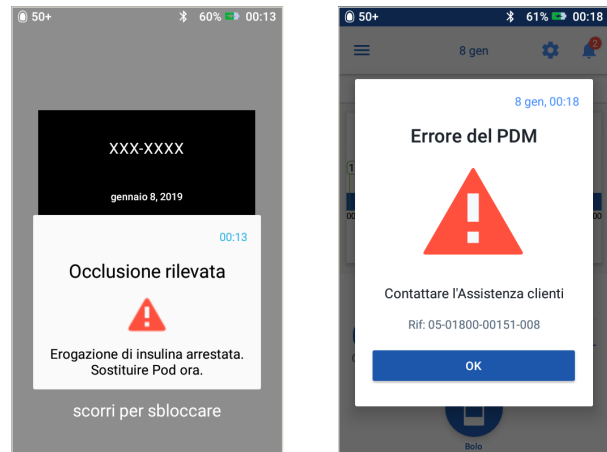 50+
60% 00:13
XXX-XXXX
gennaio 8, 2019
00:13
Occlusione rilevata
Erogazione di insulina arrestata.
Sostituire Pod ora.
scorri per sbloccare
50+
61% 00:18
8 gen
2
8 gen, 00:18
Errore del PDM
Contattare l'Assistenza clienti
Rif: 05-01800-00151-008
OK
Bolo